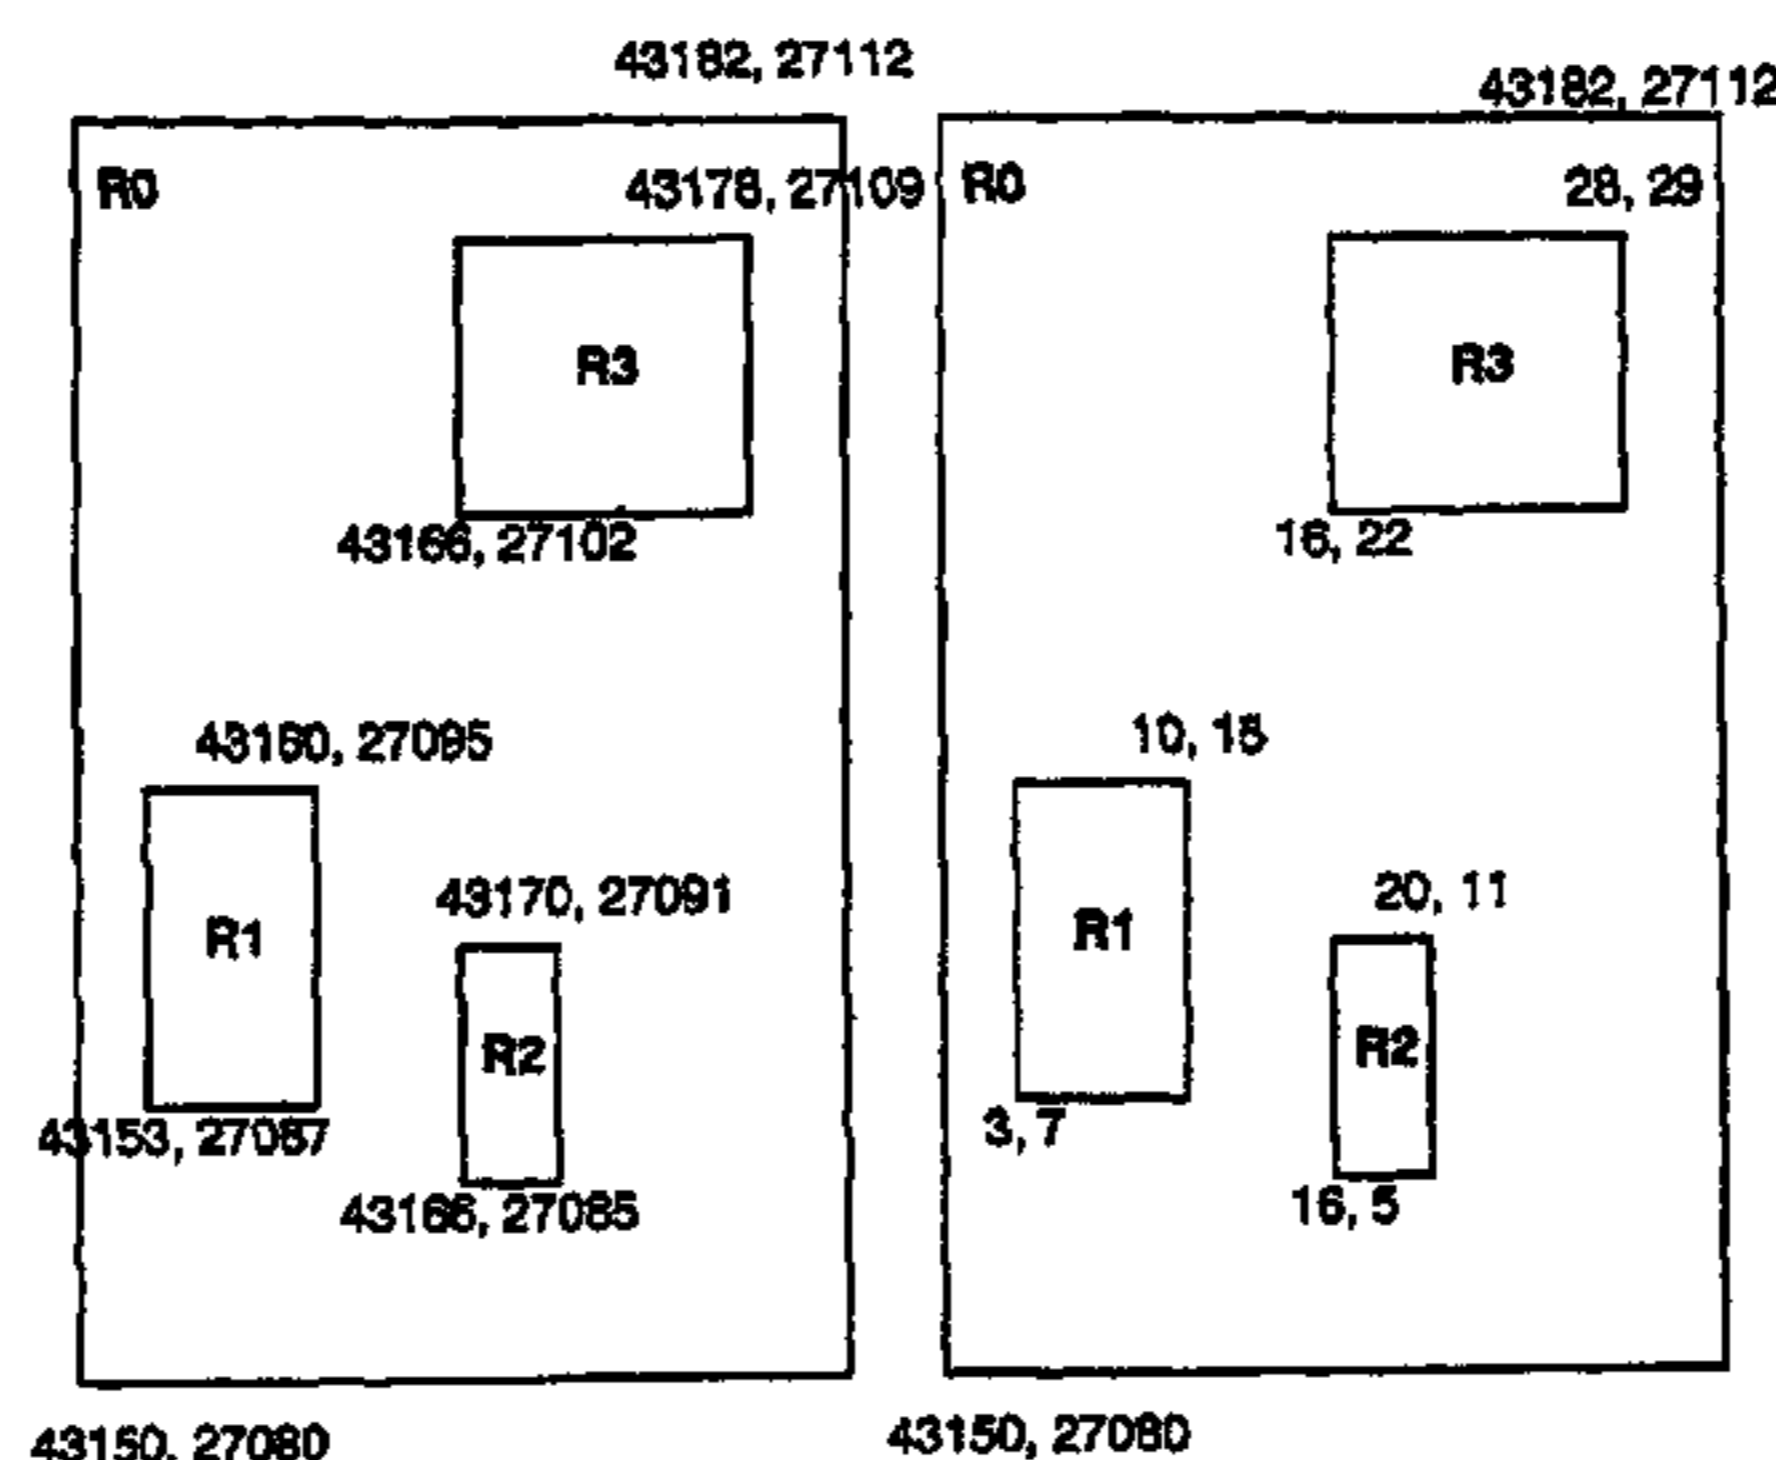 43182, 27112
R0
43178, 27109
R3
43166, 27102
43160, 27095
R1
43170, 27091
R2
43153, 27087
43166, 27085
43150, 27080
43182, 27112
R0
28, 29
R3
16, 22
10, 15
R1
20, 11
R2
3, 7
16, 5
43150, 27080